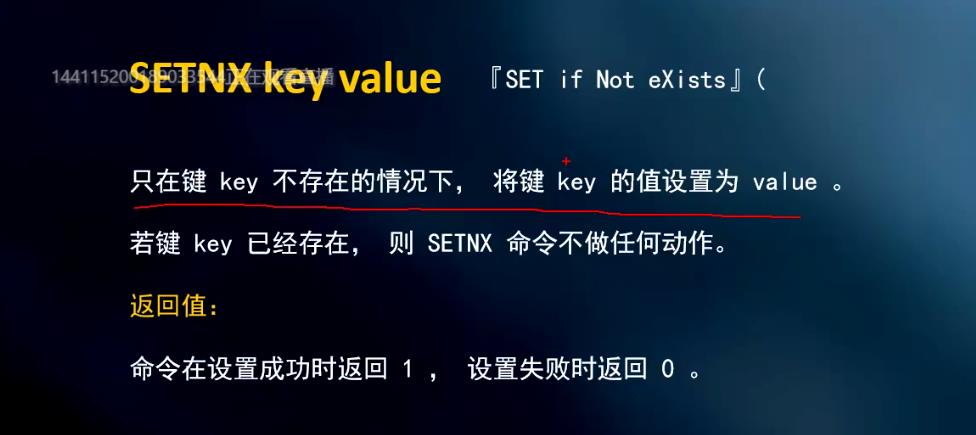 SETNX key value 『SET if Not eXists』(
只在键 key 不存在的情况下， 将键 key 的值设置为 value 。
若键 key 已经存在， 则 SETNX 命令不做任何动作。
返回值：
命令在设置成功时返回 1 ， 设置失败时返回 0 。